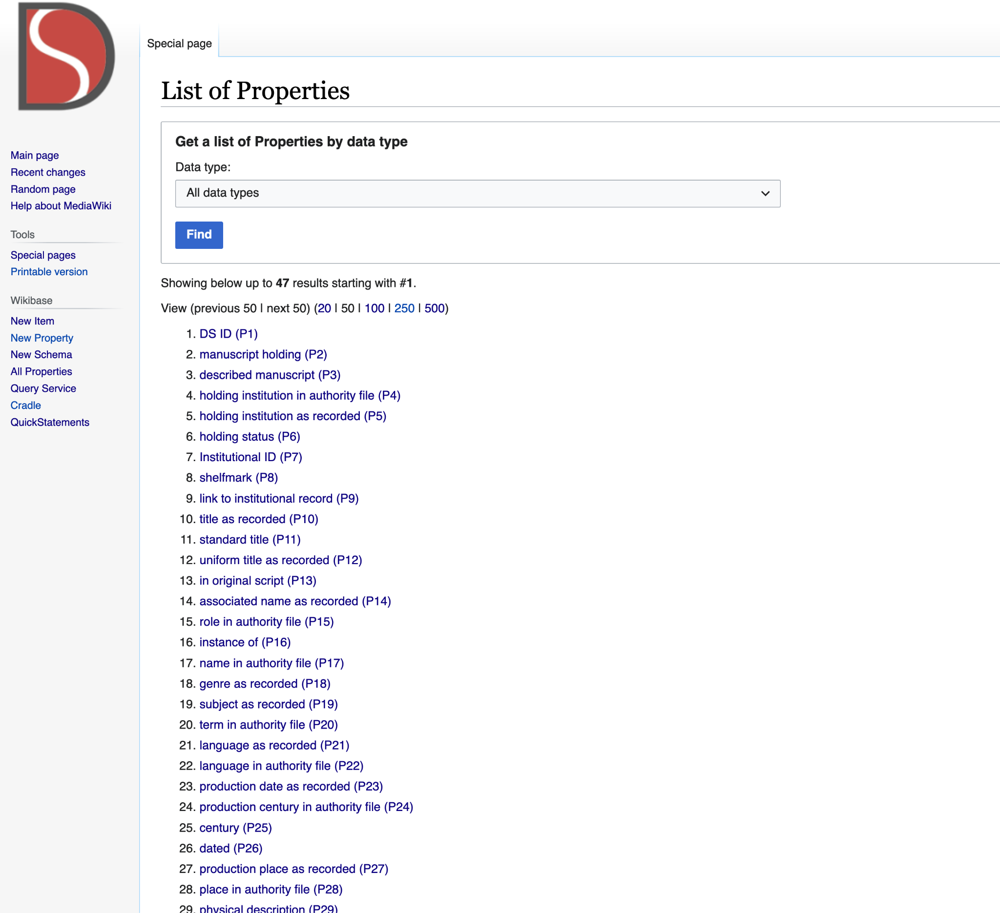 Main page
Recent changes
Random page
Help about MediaWiki
Tools
Special pages
Printable version
Wikibase
New Item
New Property
New Schema
All Properties
Query Service
Cradle
QuickStatements
Special page
List of Properties
Get a list of Properties by data type
Data type:
All data types
Find
Showing below up to 47 results starting with #1.
View (previous 50 | next 50) (20 | 50 | 100 | 250 | 500)
1. DS ID (P1)
2. manuscript holding (P2)
3. described manuscript (P3)
4. holding institution in authority file (P4)
5. holding institution as recorded (P5)
6. holding status (P6)
7. Institutional ID (P7)
8. shelfmark (P8)
9. link to institutional record (P9)
10. title as recorded (P10)
11. standard title (P11)
12. uniform title as recorded (P12)
13. in original script (P13)
14. associated name as recorded (P14)
15. role in authority file (P15)
16. instance of (P16)
17. name in authority file (P17)
18. genre as recorded (P18)
19. subject as recorded (P19)
20. term in authority file (P20)
21. language as recorded (P21)
22. language in authority file (P22)
23. production date as recorded (P23)
24. production century in authority file (P24)
25. century (P25)
26. dated (P26)
27. production place as recorded (P27)
28. place in authority file (P28)
29. physical description (P29)